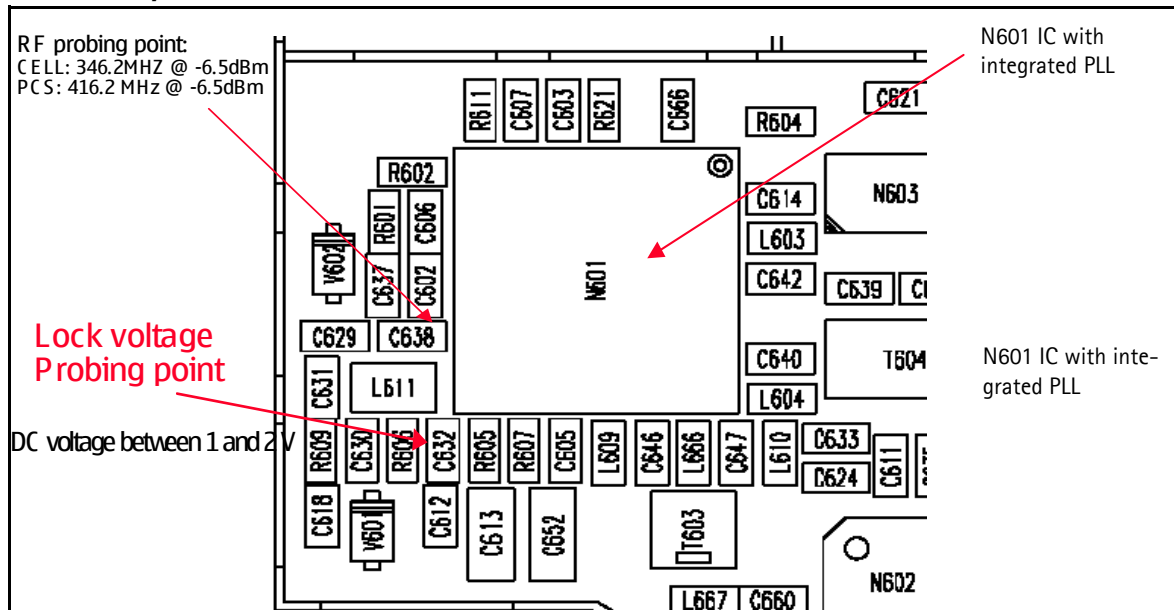 RF probing point:
CELL: 346.2MHZ @ -6.5dBm
PCS: 416.2 MHz @ -6.5dBm
N601 IC with
integrated PLL
R611
C607
C603
R621
C666
C621
R604
R602
C614
N603
R601
C606
L603
V602
C637
C602
N601
C642
C639
Lock voltage
Probing point
C629
C638
C640
T504
N601 IC with inte-
grated PLL
C631
L611
L604
DC voltage between 1 and 2 V
R609
C630
R606
C632
R605
R607
C605
L609
C646
L666
C647
L610
C633
C624
C611
C618
V601
C612
C613
C652
T603
N602
L667
C660